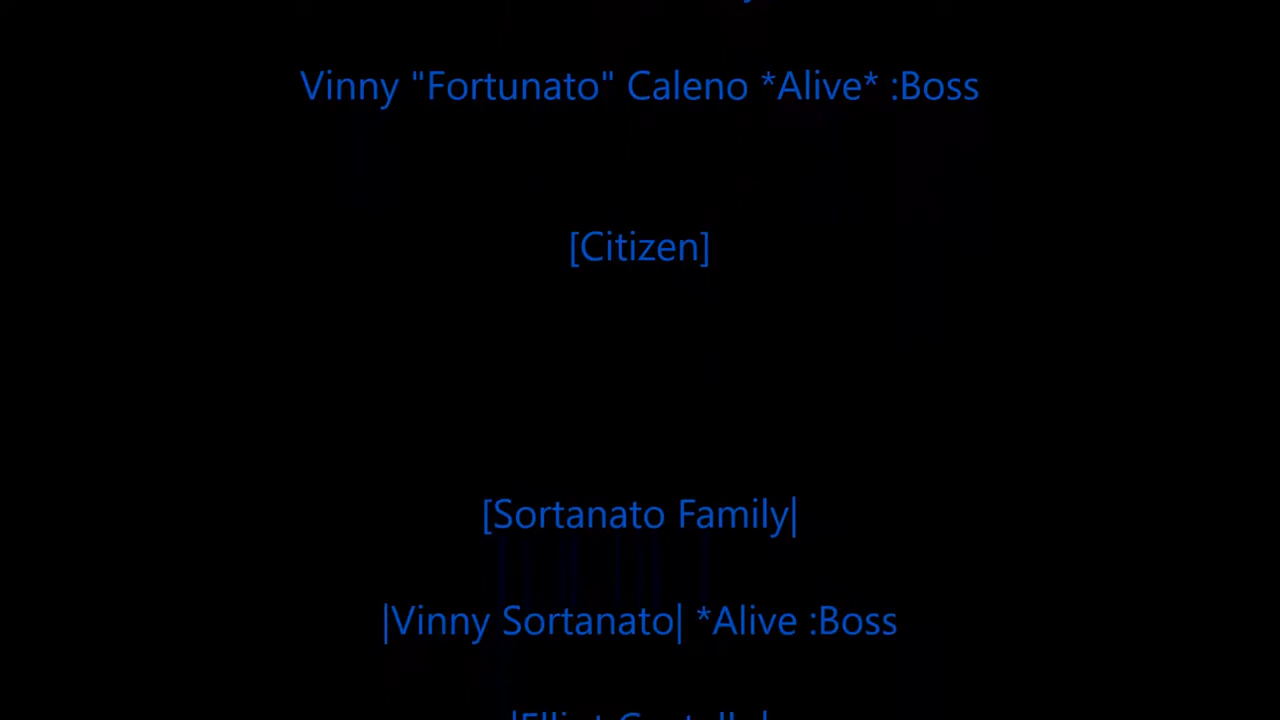 Vinny "Fortunato" Caleno *Alive* :Boss
[Citizen]
[Sortanato Family|
|Vinny Sortanato| *Alive :Boss